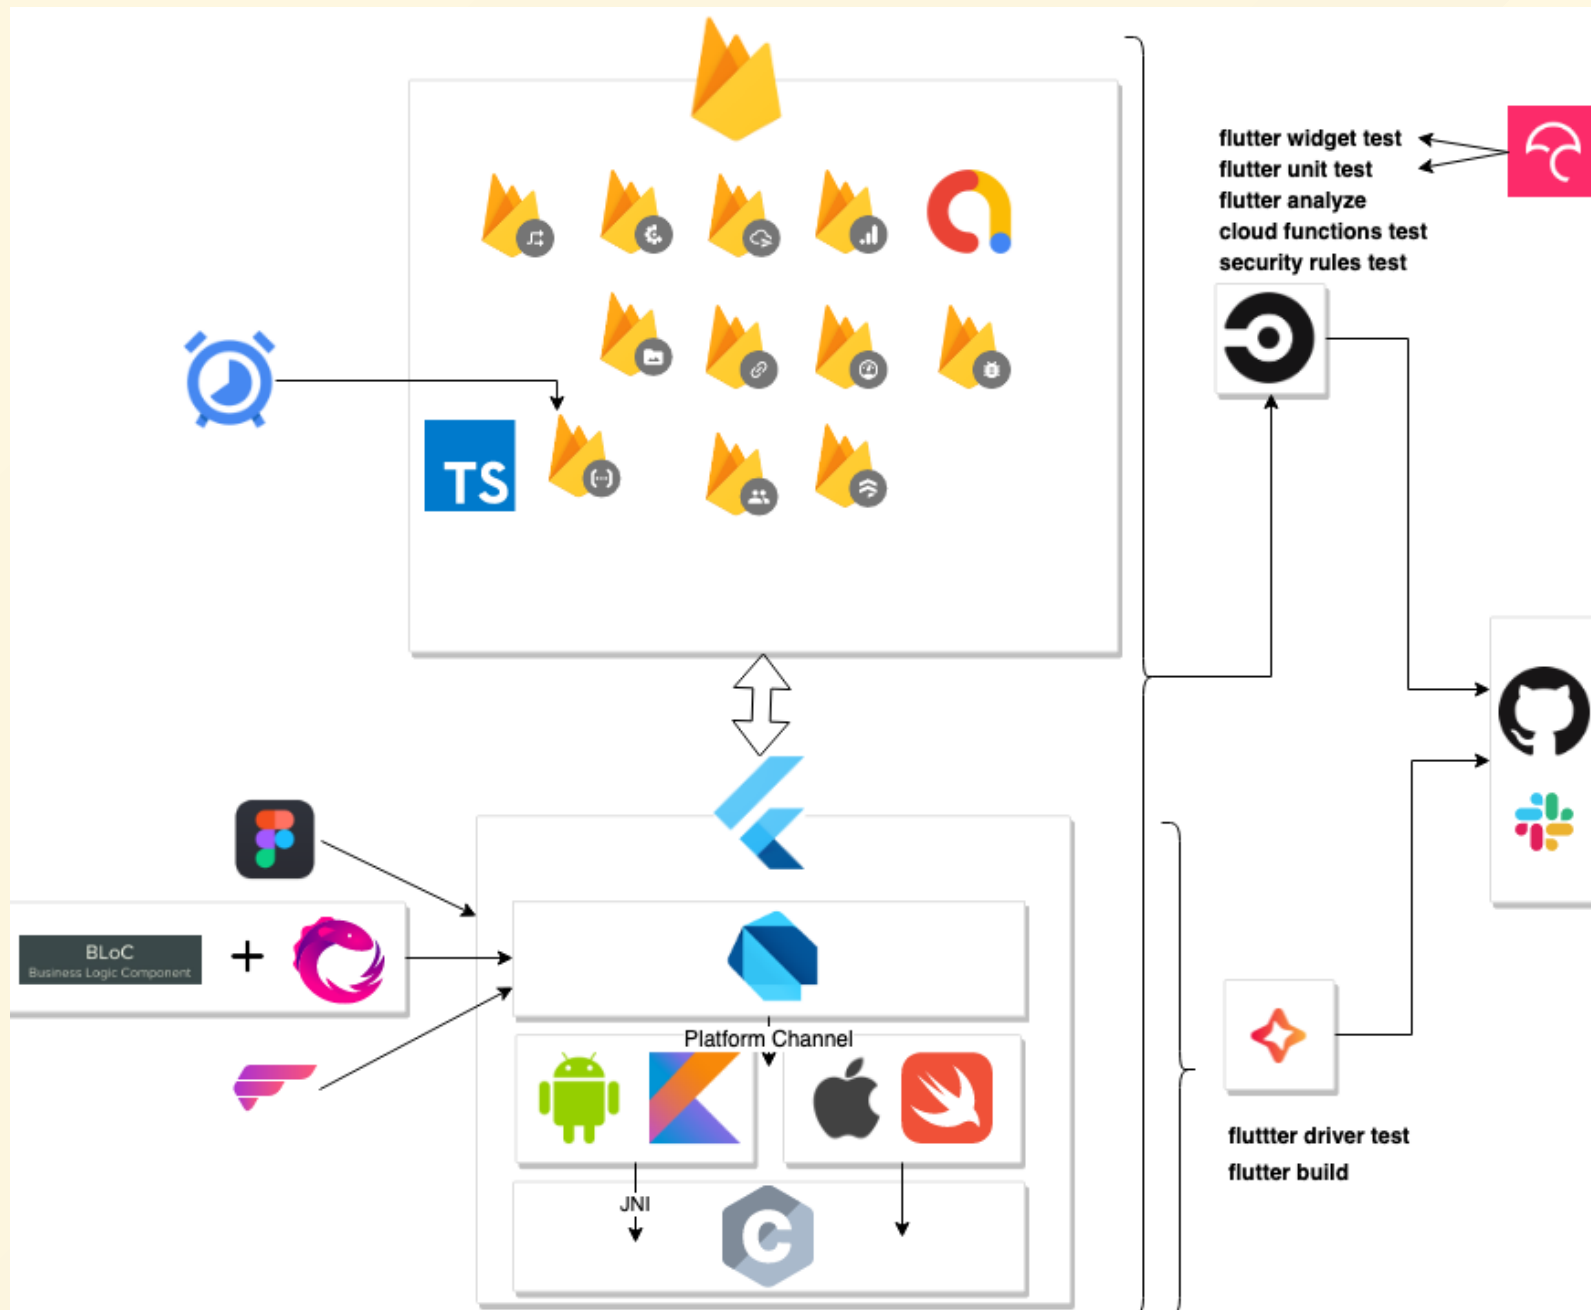 flutter widget test
flutter unit test
flutter analyze
cloud functions test
security rules test
TS
BLoC
Business Logic Component
+
Platform Channel
JNI
C
fluttter driver test
flutter build